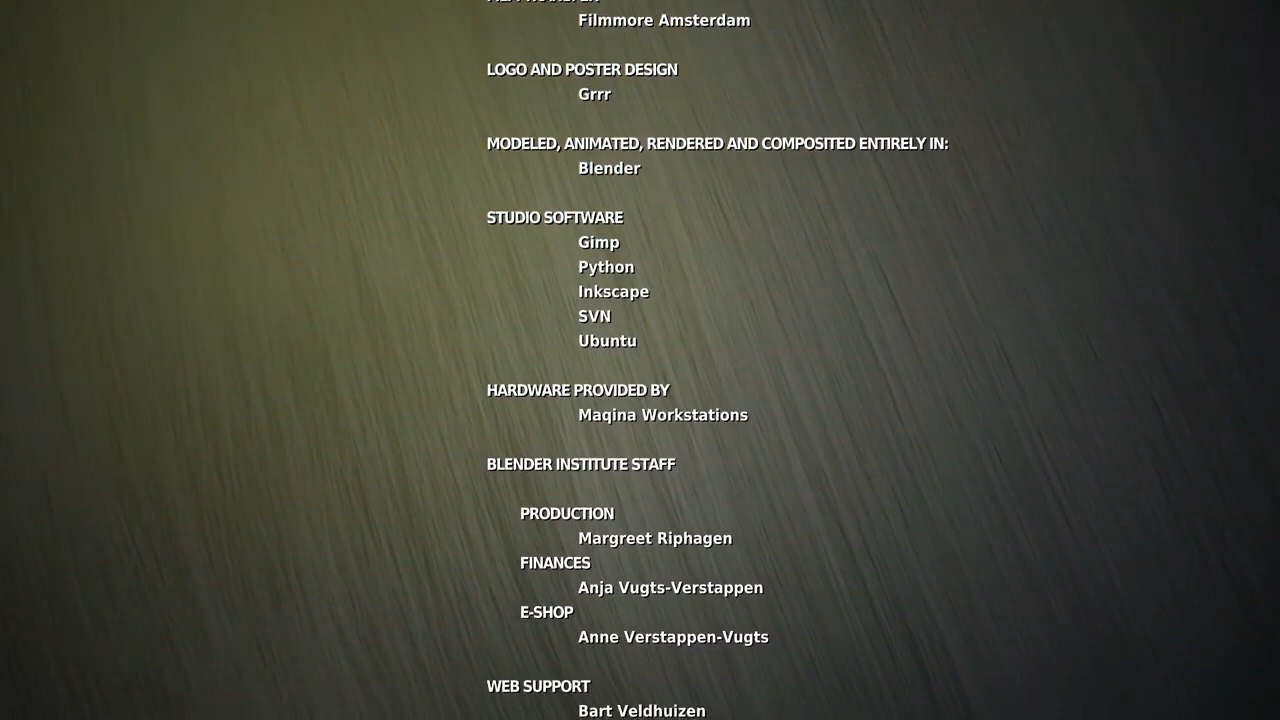 Filmmore Amsterdam
LOGO AND POSTER DESIGN
Grrr
MODELED, ANIMATED, RENDERED AND COMPOSITED ENTIRELY IN:
Blender
STUDIO SOFTWARE
Gimp
Python
Inkscape
SVN
Ubuntu
HARDWARE PROVIDED BY
Maqina Workstations
BLENDER INSTITUTE STAFF
PRODUCTION
Margreet Riphagen
FINANCES
Anja Vugts-Verstappen
E-SHOP
Anne Verstappen-Vugts
WEB SUPPORT
Bart Veldhuizen